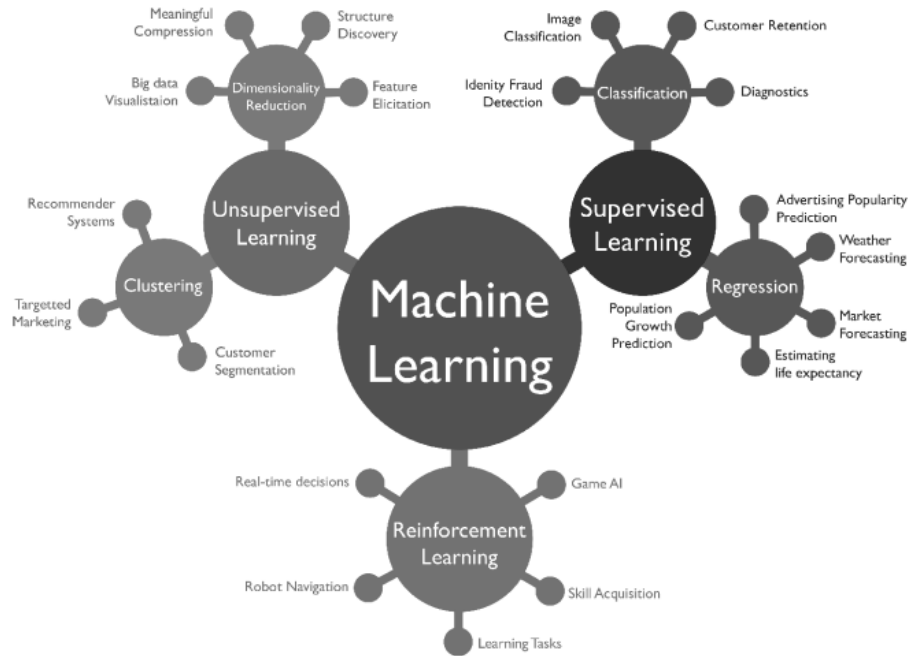 Meaningful
Compression
Structure
Discovery
Big data
Visualistaion
Dimensionality
Reduction
Feature
Elicitation
Image
Classification
Customer Retention
Idenity Fraud
Detection
Classification
Diagnostics
Unsupervised
Learning
Recommender
Systems
Clustering
Targetted
Marketing
Customer
Segmentation
Machine
Learning
Supervised
Learning
Advertising Popularity
Prediction
Weather
Forecasting
Regression
Population
Growth
Prediction
Market
Forecasting
Estimating
life expectancy
Real-time decisions
Game AI
Reinforcement
Learning
Robot Navigation
Skill Acquisition
Learning Tasks